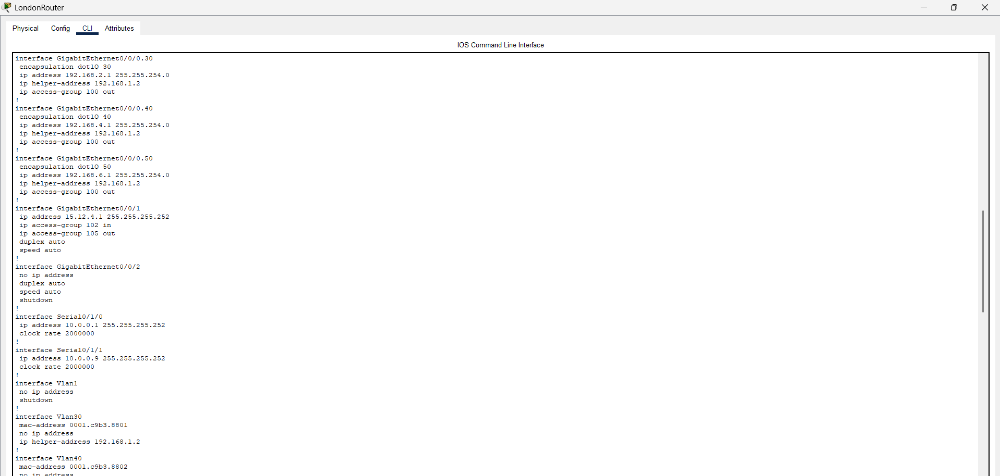 LondonRouter
Physical Config CLI Attributes
IOS Command Line Interface
interface GigabitEthernet0/0/0.30
encapsulation dot1Q 30
ip address 192.168.2.1 255.255.254.0
ip helper-address 192.168.1.2
ip access-group 100 out
!
interface GigabitEthernet0/0/0.40
encapsulation dot1Q 40
ip address 192.168.4.1 255.255.254.0
ip helper-address 192.168.1.2
ip access-group 100 out
!
interface GigabitEthernet0/0/0.50
encapsulation dot1Q 50
ip address 192.168.6.1 255.255.254.0
ip helper-address 192.168.1.2
ip access-group 100 out
!
interface GigabitEthernet0/0/1
ip address 15.12.4.1 255.255.255.252
ip access-group 102 in
ip access-group 105 out
duplex auto
speed auto
!
interface GigabitEthernet0/0/2
no ip address
duplex auto
speed auto
shutdown
!
interface Serial0/1/0
ip address 10.0.0.1 255.255.255.252
clock rate 2000000
!
interface Serial0/1/1
ip address 10.0.0.9 255.255.255.252
clock rate 2000000
!
interface Vlan1
no ip address
shutdown
!
interface Vlan30
mac-address 0001.c9b3.8801
no ip address
ip helper-address 192.168.1.2
!
interface Vlan40
mac-address 0001.c9b3.8802
no ip address